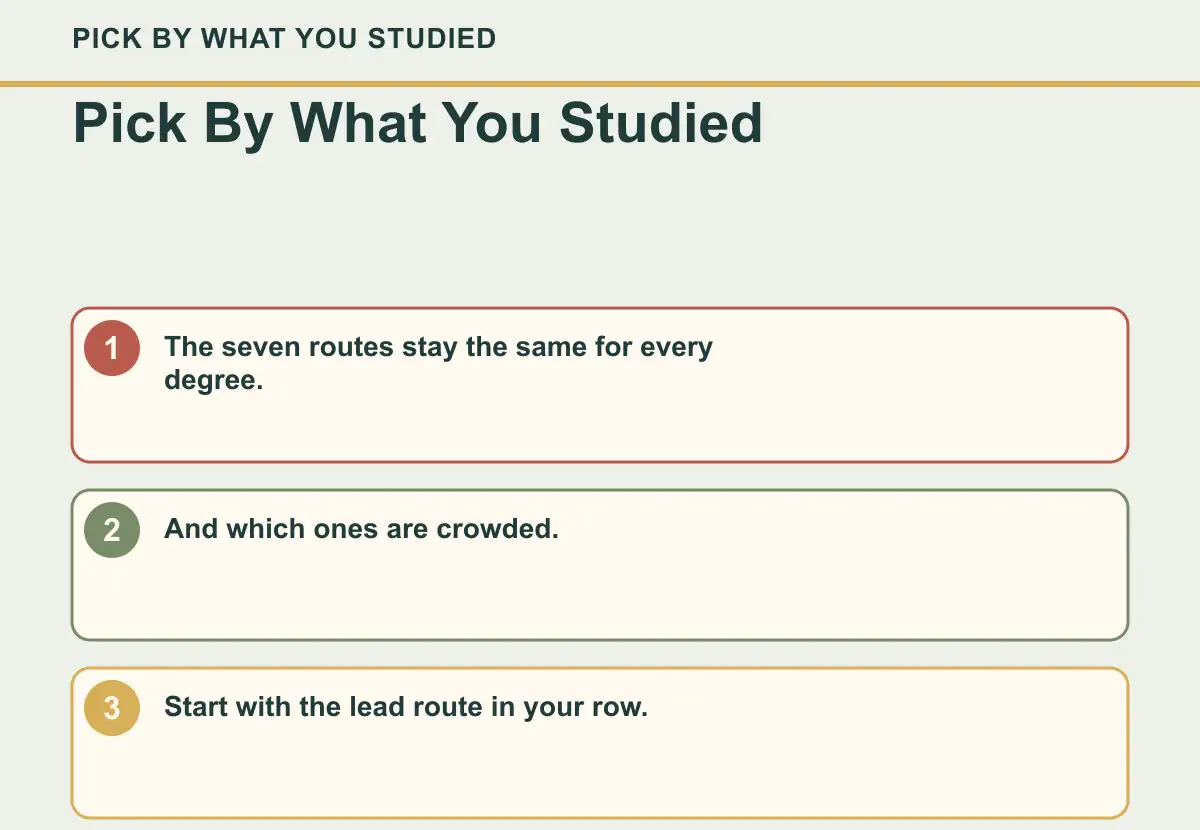 PICK BY WHAT YOU STUDIED
Pick By What You Studied
1
The seven routes stay the same for every
degree.
2
And which ones are crowded.
3
Start with the lead route in your row.